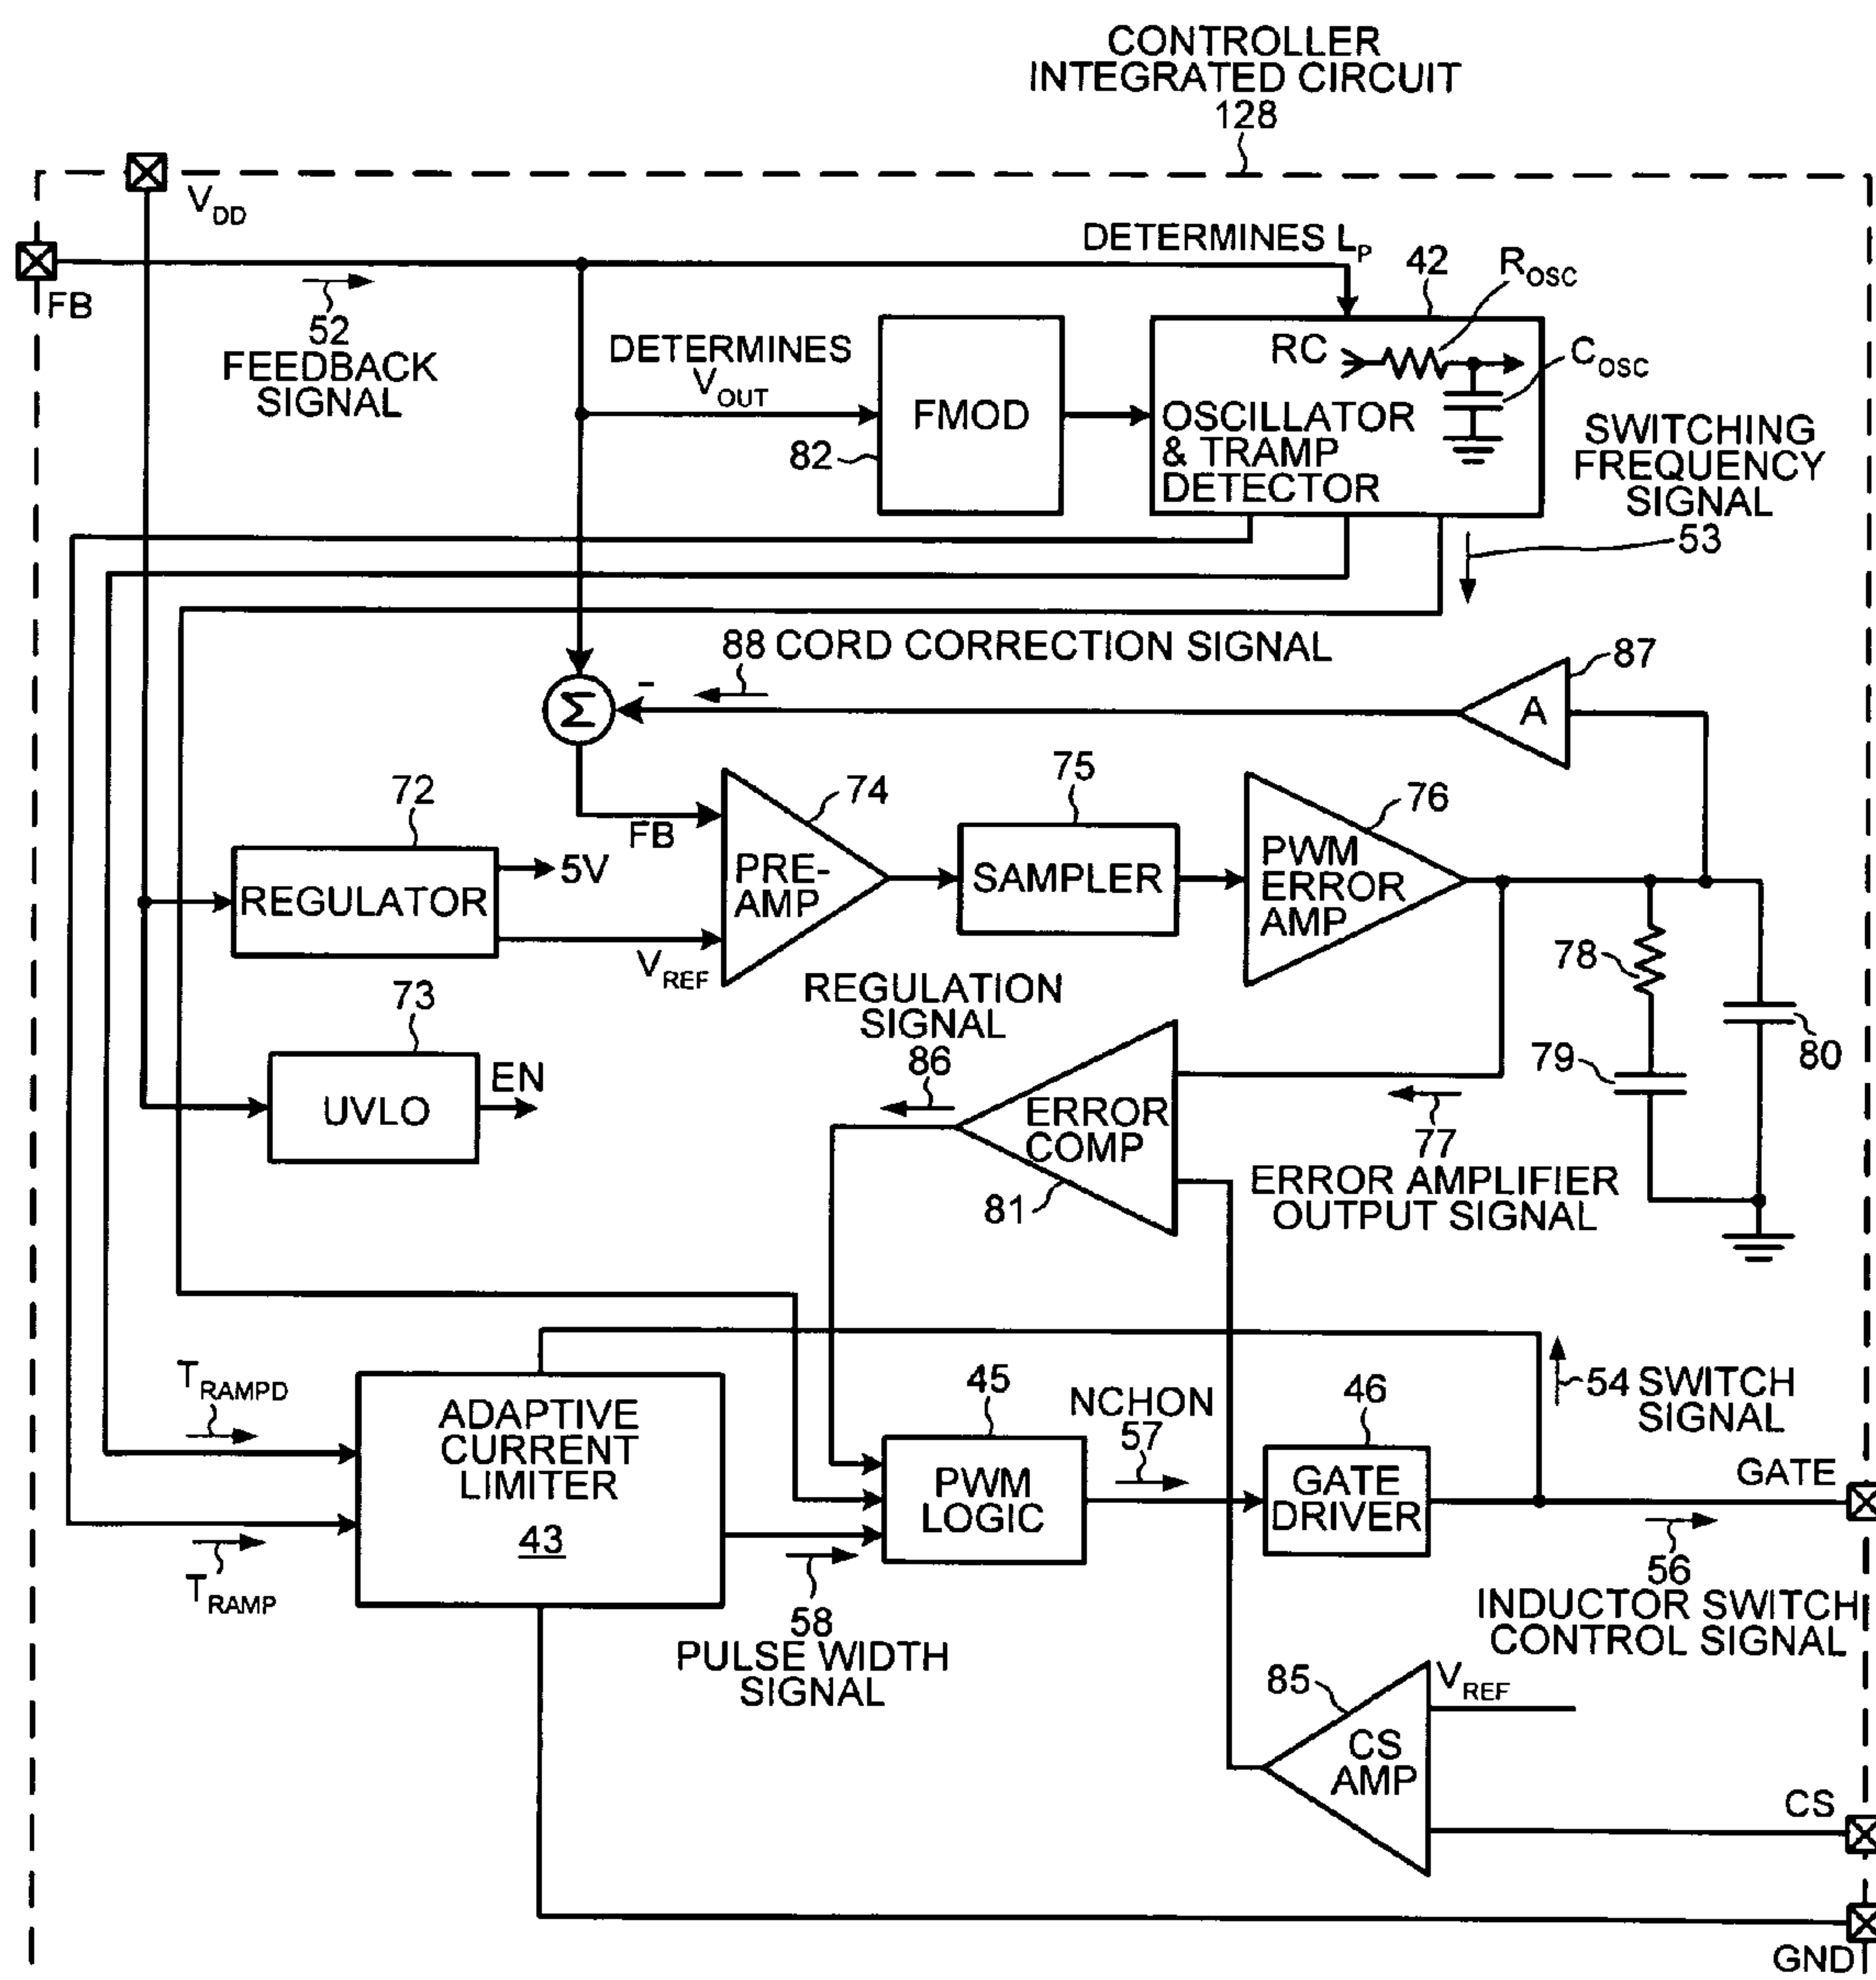 CONTROLLER
INTEGRATED CIRCUIT
128
VDD
FB
52
FEEDBACK
SIGNAL
DETERMINES LP
DETERMINES
VOUT
82
FMOD
42
ROSC
RC
COSC
OSCILLATOR
& TRAMP
DETECTOR
SWITCHING
FREQUENCY
SIGNAL
53
88 CORD CORRECTION SIGNAL
87
A
-
Σ
72
REGULATOR
5V
FB
VREF
74
PRE-
AMP
75
SAMPLER
76
PWM
ERROR
AMP
73
UVLO
EN
REGULATION
SIGNAL
86
ERROR
COMP
81
78
79
80
77
ERROR AMPLIFIER
OUTPUT SIGNAL
TRAMPD
TRAMP
ADAPTIVE
CURRENT
LIMITER
43
58
PULSE WIDTH
SIGNAL
45
PWM
LOGIC
NCHON
57
46
GATE
DRIVER
54 SWITCH
SIGNAL
GATE
56
INDUCTOR SWITCH
CONTROL SIGNAL
85
VREF
CS
AMP
CS
GND